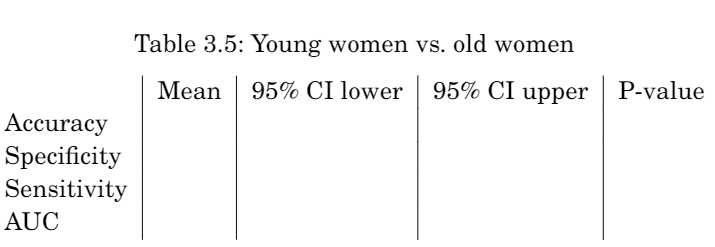 Table 3.5: Young women vs. old women
Mean 95% CI lower 95% CI upper P-value
Accuracy
Specificity
Sensitivity
AUC